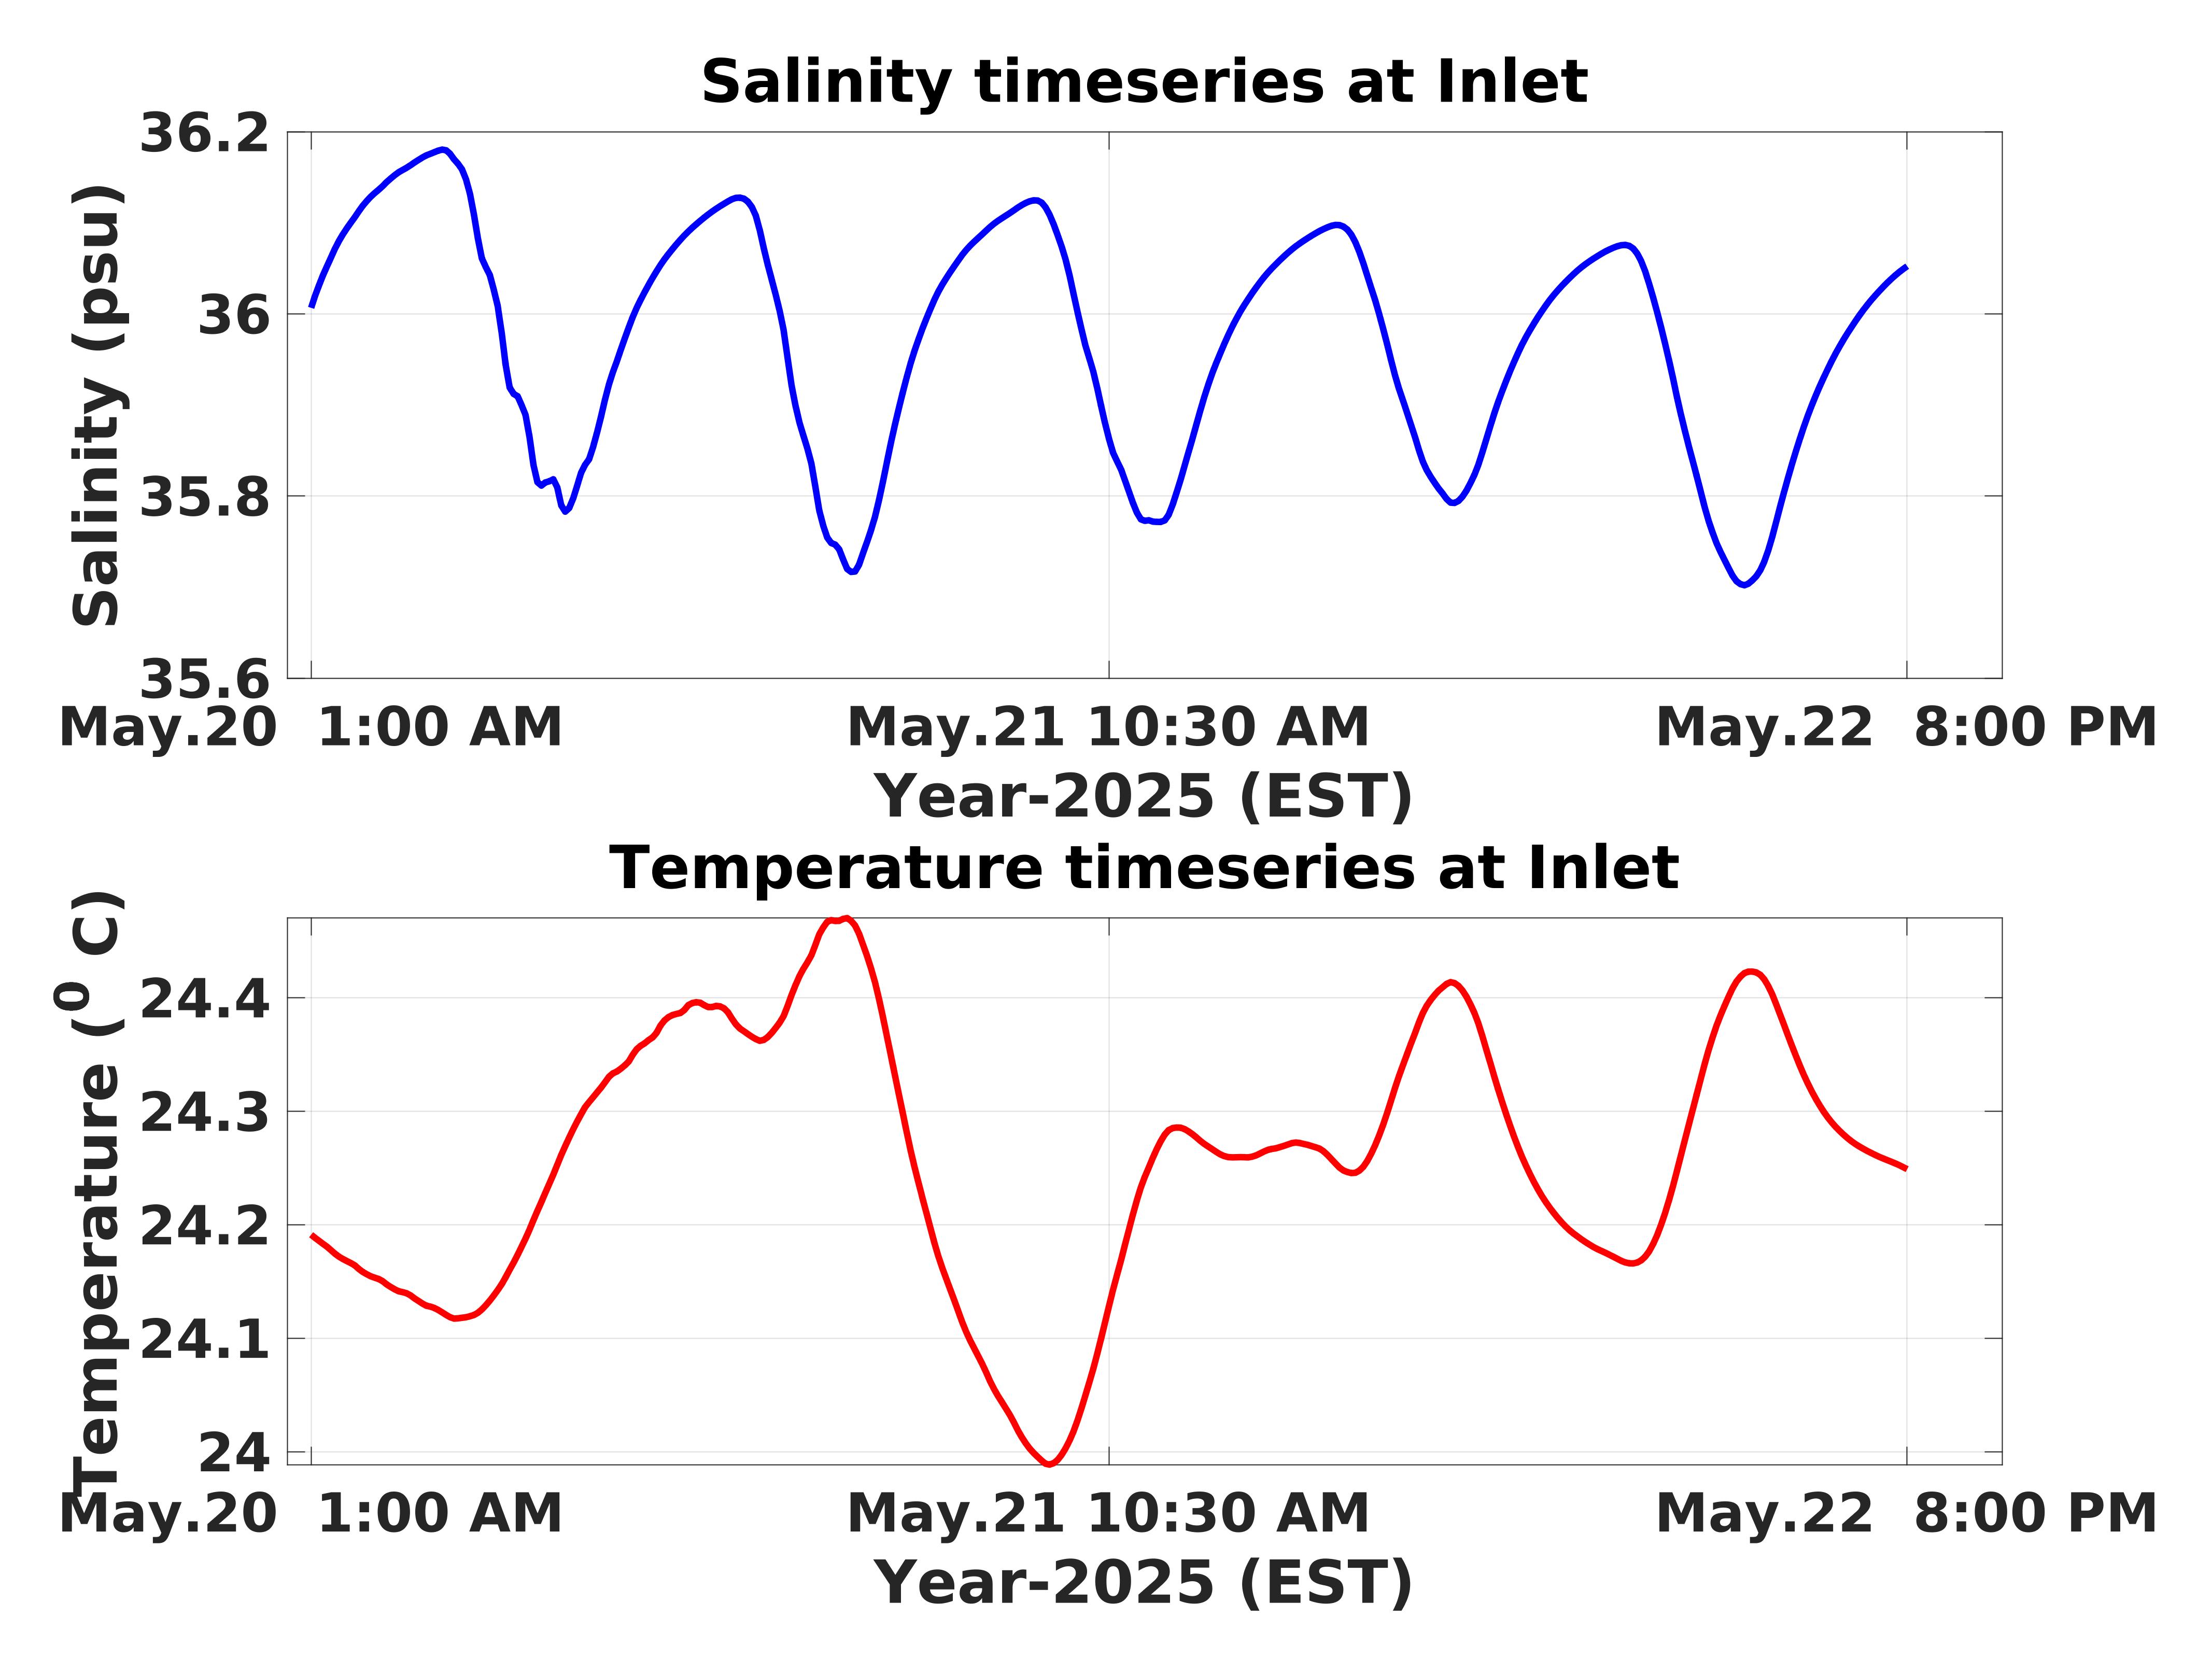 Salinity timeseries at Inlet
Salinity (psu)
36.2
36
35.8
35.6
May.20  1:00 AM May.21 10:30 AM May.22  8:00 PM
Year-2025 (EST)
Temperature timeseries at Inlet
Temperature (⁰ C)
24.4
24.3
24.2
24.1
24
May.20  1:00 AM May.21 10:30 AM May.22  8:00 PM
Year-2025 (EST)